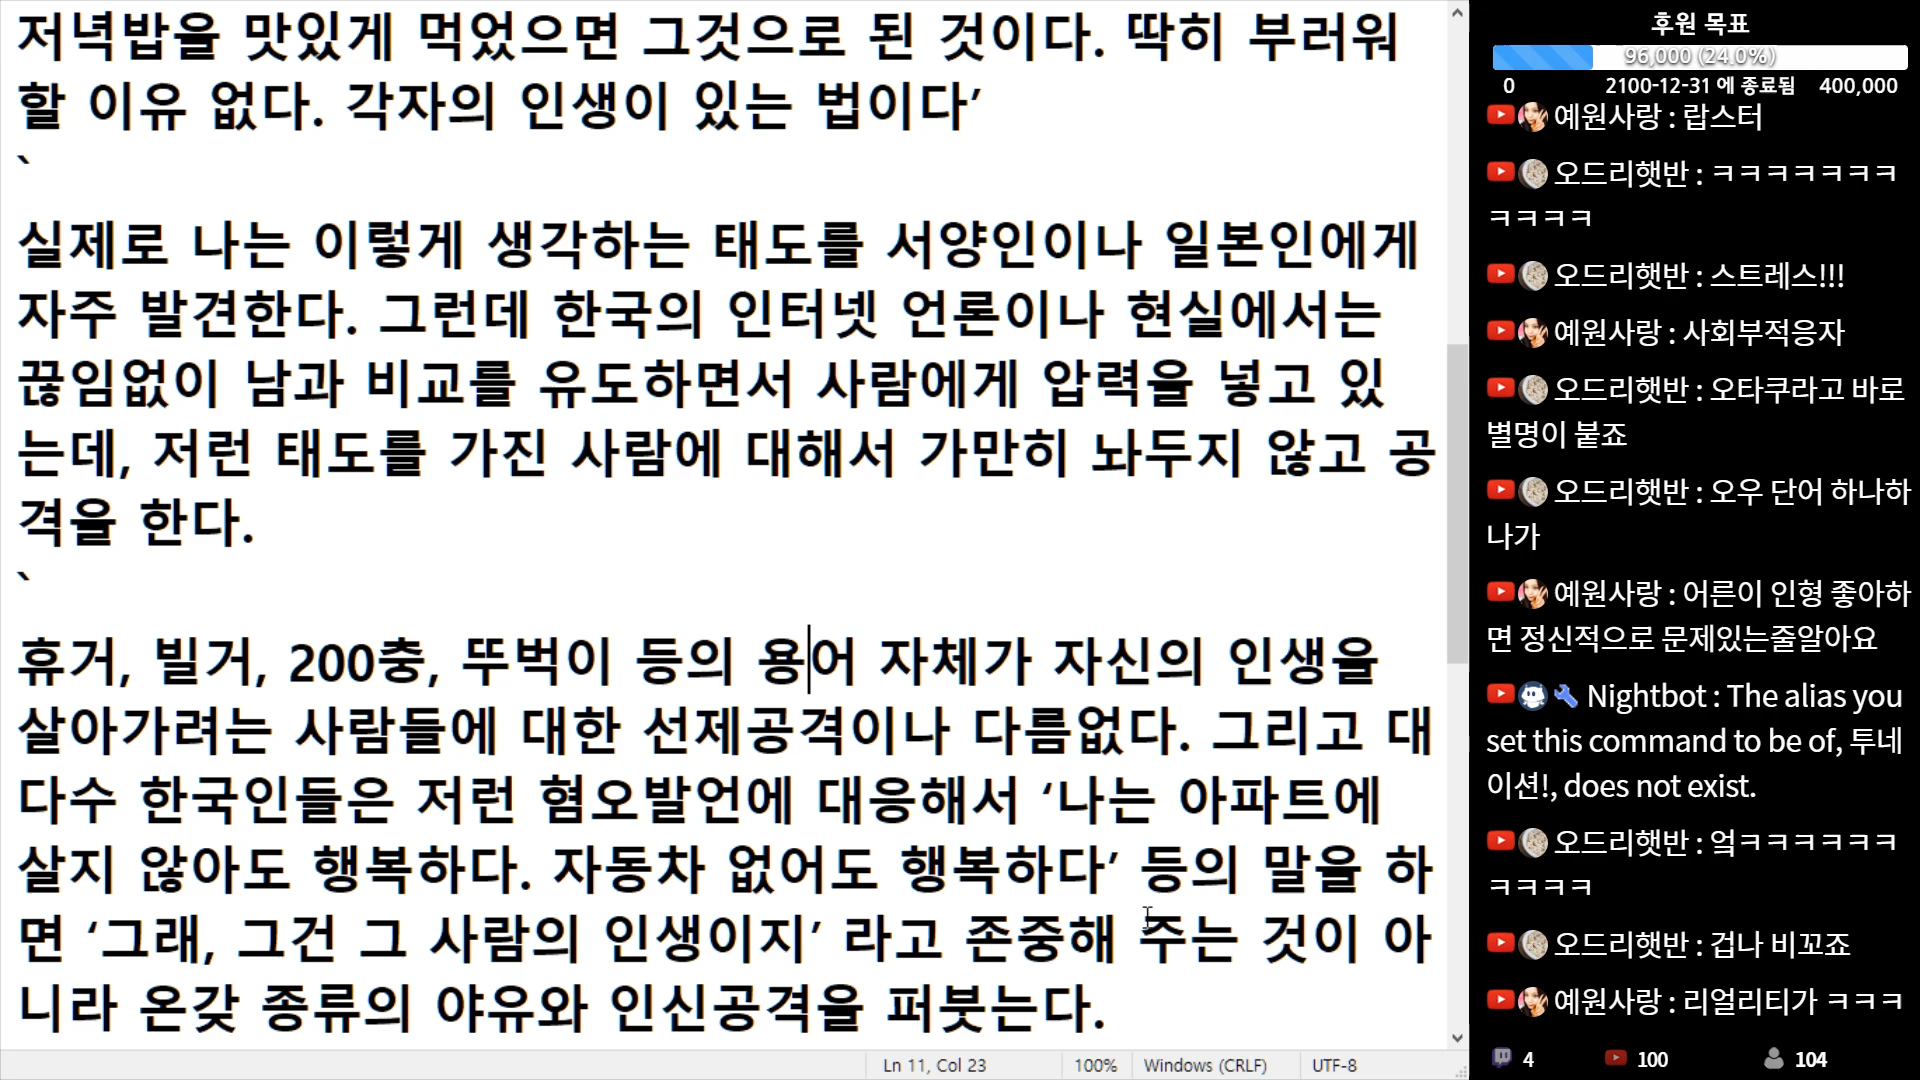 저녁밥을 맛있게 먹었으면 그것으로 된 것이다. 딱히 부러워
할 이유 없다. 각자의 인생이 있는 법이다’
`
실제로 나는 이렇게 생각하는 태도를 서양인이나 일본인에게
자주 발견한다. 그런데 한국의 인터넷 언론이나 현실에서는
끊임없이 남과 비교를 유도하면서 사람에게 압력을 넣고 있
는데, 저런 태도를 가진 사람에 대해서 가만히 놔두지 않고 공
격을 한다.
`
휴거, 빌거, 200충, 뚜벅이 등의 용어 자체가 자신의 인생을
살아가려는 사람들에 대한 선제공격이나 다름없다. 그리고 대
다수 한국인들은 저런 혐오발언에 대응해서 ‘나는 아파트에
살지 않아도 행복하다. 자동차 없어도 행복하다’ 등의 말을 하
면 ‘그래, 그건 그 사람의 인생이지’ 라고 존중해 주는 것이 아
니라 온갖 종류의 야유와 인신공격을 퍼붓는다.
Ln 11, Col 23
100%
Windows (CRLF)
UTF-8
후원 목표
96,000 (24.0%)
0 2100-12-31 에 종료됨 400,000
예원사랑 : 랍스터
오드리햇반 : ㅋㅋㅋㅋㅋㅋㅋ
ㅋㅋㅋㅋ
오드리햇반 : 스트레스!!!
예원사랑 : 사회부적응자
오드리햇반 : 오타쿠라고 바로
별명이 붙죠
오드리햇반 : 오우 단어 하나하
나가
예원사랑 : 어른이 인형 좋아하
면 정신적으로 문제있는줄알아요
Nightbot : The alias you
set this command to be of, 투네
이션!, does not exist.
오드리햇반 : 엌ㅋㅋㅋㅋㅋㅋ
ㅋㅋㅋㅋ
오드리햇반 : 겁나 비꼬죠
예원사랑 : 리얼리티가 ㅋㅋㅋ
4 100 104